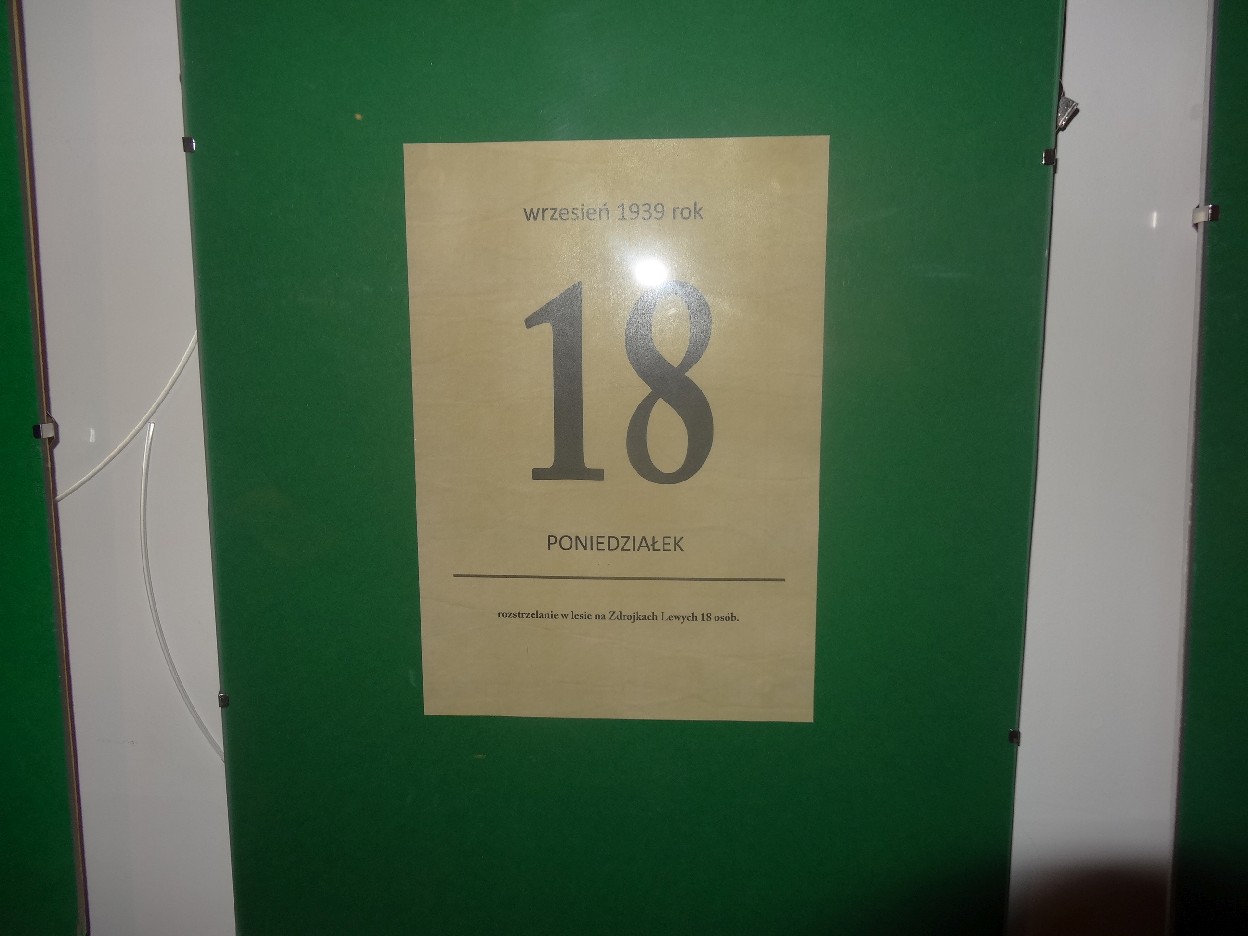 wrzesień 1939 rok
18
PONIEDZIAŁEK
rozstrzelanie w lesie na Zdrojkach Lewych 18 osób.